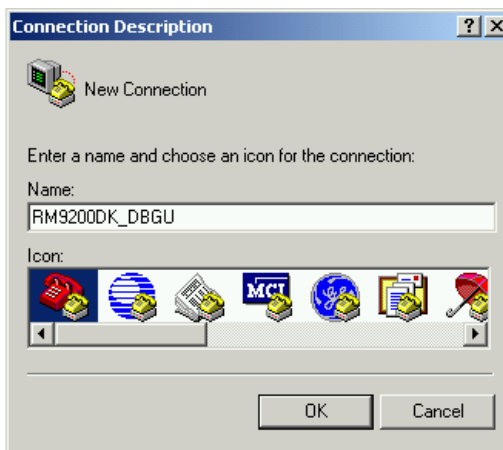 Connection Description
New Connection
Enter a name and choose an icon for the connection:
Name:
RM9200DK_DBGU
Icon:
MCI
OK
Cancel